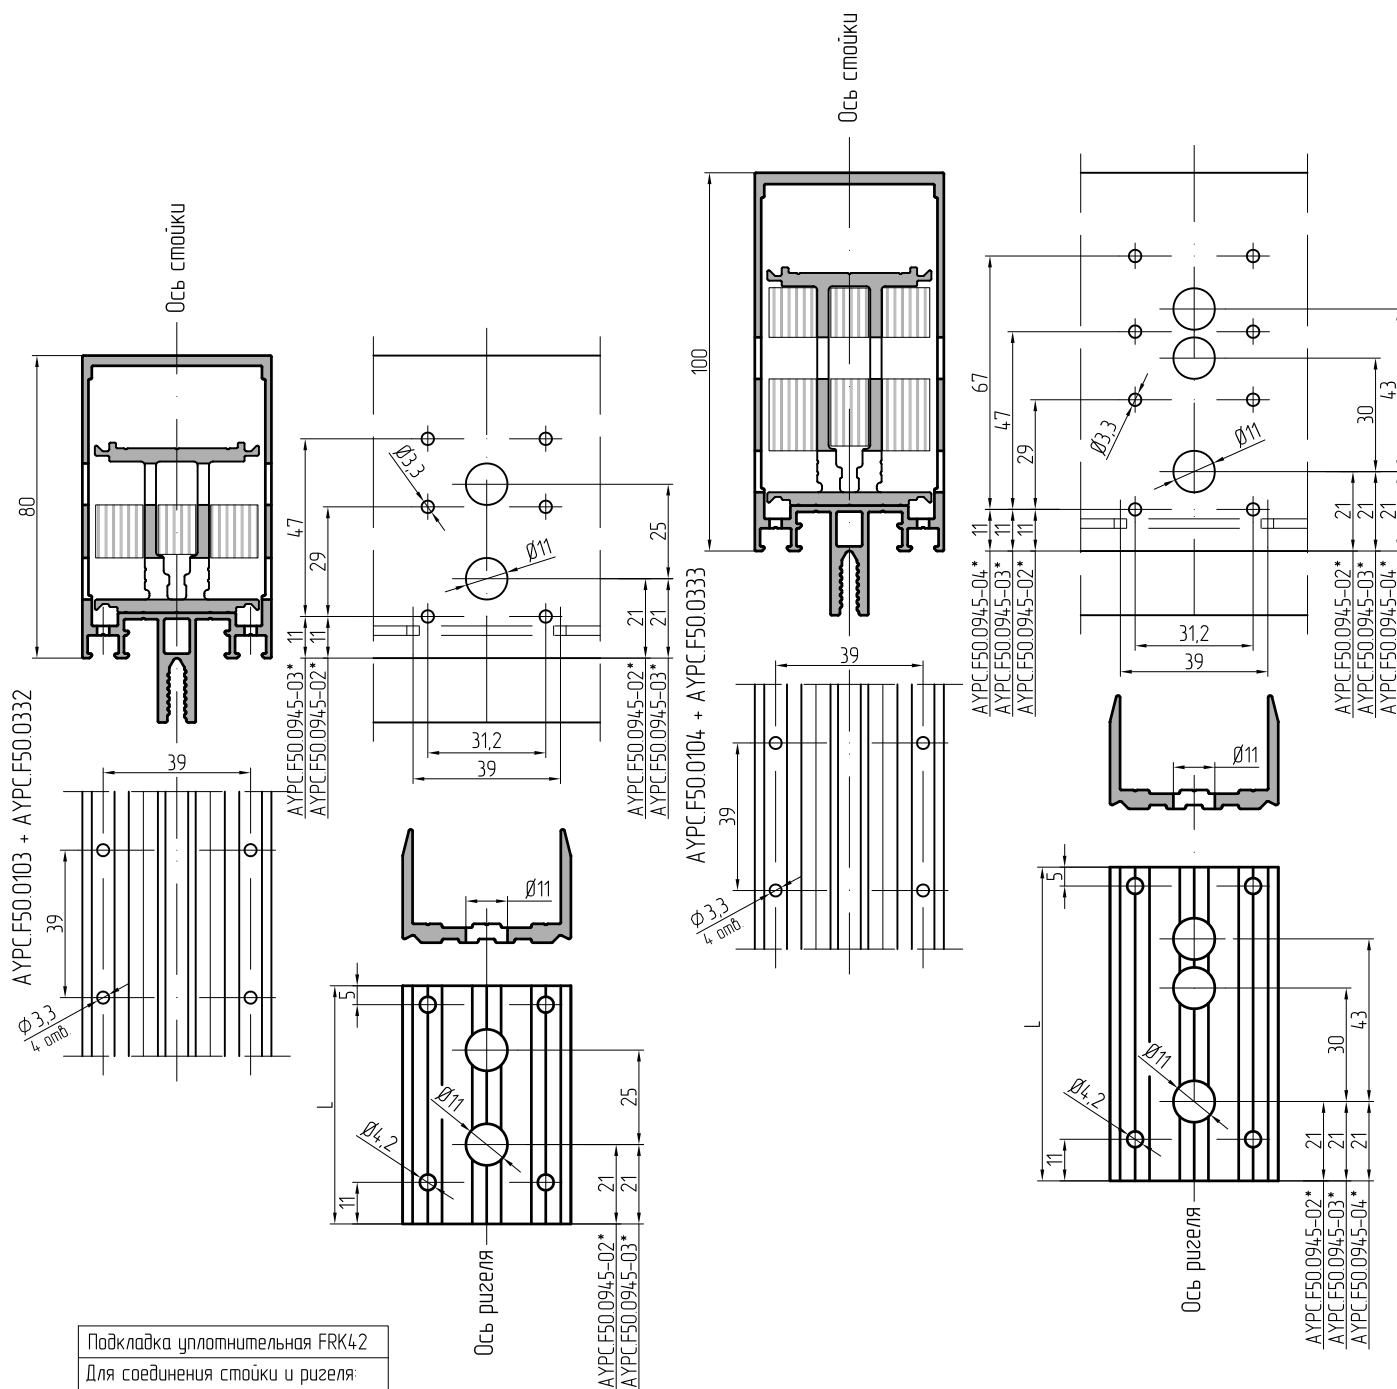 Ось стойки
80
AYPC.F50.0103 + AYPC.F50.0332
47
29
11
11
Ø3,3
Ø11
25
21
21
AYPC.F50.0945-03*
AYPC.F50.0945-02*
31,2
39
AYPC.F50.0945-02*
AYPC.F50.0945-03*
39
39
Ø 3,3
4 отв.
Ø11
5
L
Ø11
Ø4,2
11
25
21
21
Ось ригеля
AYPC.F50.0945-02*
AYPC.F50.0945-03*
Ось стойки
100
AYPC.F50.0104 + AYPC.F50.0333
67
47
29
11
11
11
Ø3,3
Ø11
43
30
21
21
21
AYPC.F50.0945-04*
AYPC.F50.0945-03*
AYPC.F50.0945-02*
31,2
39
AYPC.F50.0945-02*
AYPC.F50.0945-03*
AYPC.F50.0945-04*
39
39
Ø 3,3
4 отв.
Ø11
5
L
Ø11
Ø4,2
11
43
30
21
21
21
Ось ригеля
AYPC.F50.0945-02*
AYPC.F50.0945-03*
AYPC.F50.0945-04*
Подкладка уплотнительная FRK42
Для соединения стойки и ригеля: